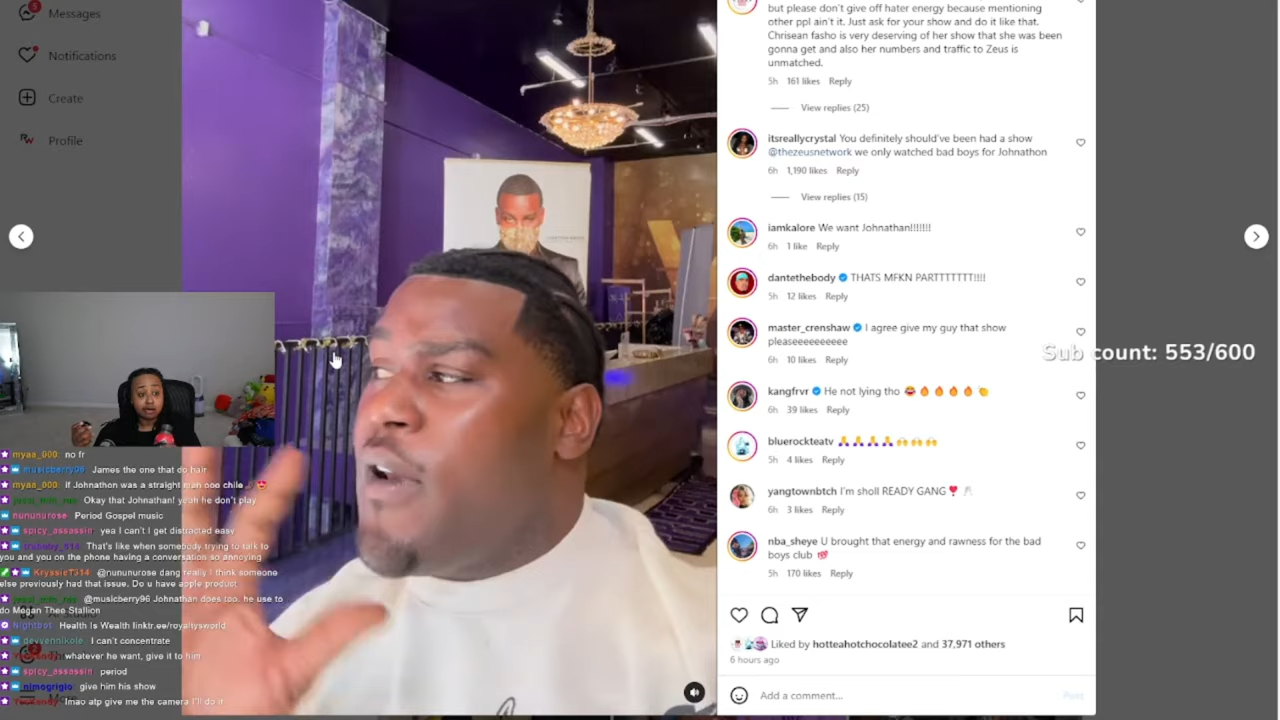 Messages
Notifications
Create
Profile
but please don't give off hater energy because mentioning
other ppl ain't it. Just ask for your show and do it like that.
Chrisean fasho is very deserving of her show that she was been
gonna get and also her numbers and traffic to Zeus is
unmatched.
5h 161 likes Reply
View replies (25)
itsreallycrystal You definitely should've been had a show
@thezeusnetwork we only watched bad boys for Johnathon
6h 1,190 likes Reply
View replies (15)
iamkalore We want Johnathan!!!!!!!
6h 1 like Reply
dantethebody THATS MFKN PARTTTTTTT!!!!
5h 12 likes Reply
master_crenshaw I agree give my guy that show
pleaseeeeeeeeee
6h 10 likes Reply
kangfrvr He not lying tho 😂🔥🔥🔥🔥👏
6h 39 likes Reply
bluerockteatv
5h 4 likes Reply
yangtownbtch I'm sholl READY GANG
6h 3 likes Reply
nba_sheye U brought that energy and rawness for the bad
boys club 💯
5h 170 likes Reply
Liked by hotteahotchocolatee2 and 37,971 others
6 hours ago
Add a comment...
Post
Sub count: 553/600
myaa_000: no fr
musicberry96: James the one that do hair
myaa_000: if Johnathon was a straight man ooo chile
Okay that Johnathan! yeah he don't play
nununurose: Period Gospel music
spicy_assassin: yea I can't I get distracted easy
That's like when somebody trying to talk to
you and you on the phone having a conversation so annoying
KryssieT314: @nununurose dang really I think someone
else previously had that issue. Do u have apple product
@musicberry96 Johnathan does too. he use to
do Megan Thee Stallion
Nightbot: Health Is Wealth linktr.ee/royaltysworld
devsennikole: I can't concentrate
whatever he want, give it to him
spicy_assassin: period
nimogrigio: give him his show
lmao atp give me the camera I'll do it